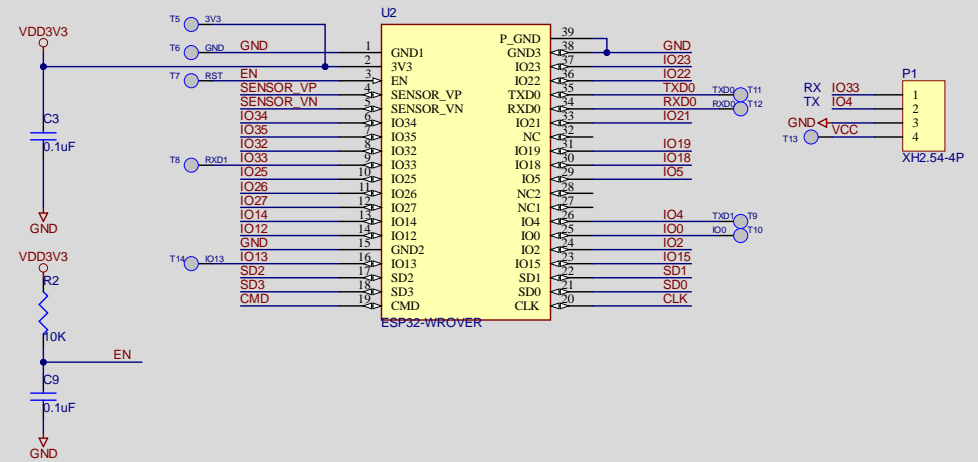 U2
T5 3V3
VDD3V3
P_GND 39
T6 GND GND 1 GND1 GND3 38 GND
2 3V3 IO23 37 IO23
T7 RST EN 3 EN IO22 36 IO22
SENSOR_VP 4 SENSOR_VP TXD0 35 TXD0 TXD0 T11
SENSOR_VN 5 SENSOR_VN RXD0 34 RXD0 RXD0 T12
IO34 6 IO34 IO21 33 IO21
IO35 7 IO35 NC 32
IO32 8 IO32 IO19 31 IO19
T8 RXD1 IO33 9 IO33 IO18 30 IO18
IO25 10 IO25 IO5 29 IO5
IO26 11 IO26 NC2 28
IO27 12 IO27 NC1 27
IO14 13 IO14 IO4 26 IO4 TXD1 T9
IO12 14 IO12 IO0 25 IO0 IO0 T10
GND 15 GND2 IO2 24 IO2
T14 IO13 IO13 16 IO13 IO15 23 IO15
SD2 17 SD2 SD1 22 SD1
SD3 18 SD3 SD0 21 SD0
CMD 19 CMD CLK 20 CLK
ESP32-WROVER
C3
0.1uF
GND
VDD3V3
R2
10K
EN
C9
0.1uF
GND
P1
RX IO33 1
TX IO4 2
GND 3
T13 VCC 4
XH2.54-4P